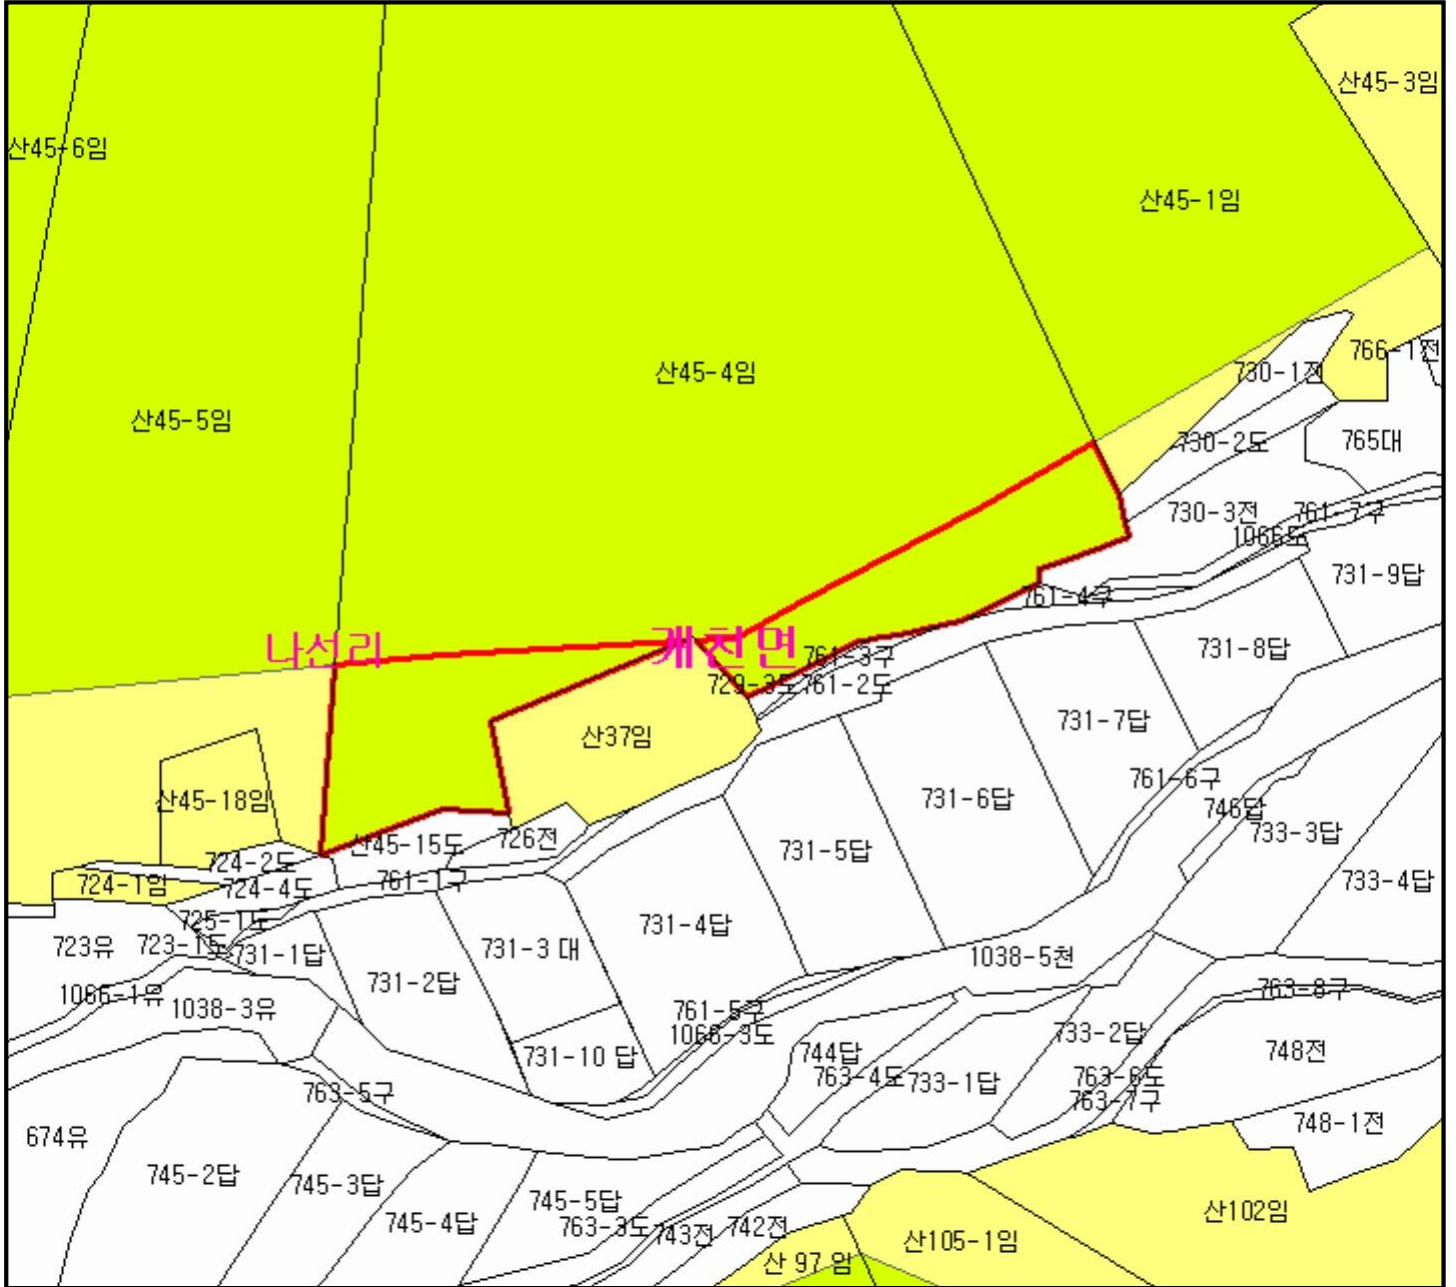 산45-3임
산45-6임
산45-1임
766-1전
산45-4임
730-1전
산45-5임
730-2도
765대
730-3전
761-7구
1066도
731-9답
761-4구
나선리
개천면
761-3구
731-8답
729-3도
761-2도
731-7답
산37임
761-6구
산45-18임
731-6답
746답
산45-15도
726전
733-3답
731-5답
724-2도
761-1구
733-4답
724-1임
724-4도
725-1도
731-4답
723유
723-1도
731-1답
731-3 대
1038-5천
731-2답
1066-1유
763-8구
1038-3유
761-5구
1066-3도
733-2답
731-10 답
744답
748전
763-4도
763-6도
733-1답
763-5구
763-7구
748-1전
674유
745-2답
745-3답
745-5답
745-4답
763-3도
743전
742전
산102임
산105-1임
산 97 임